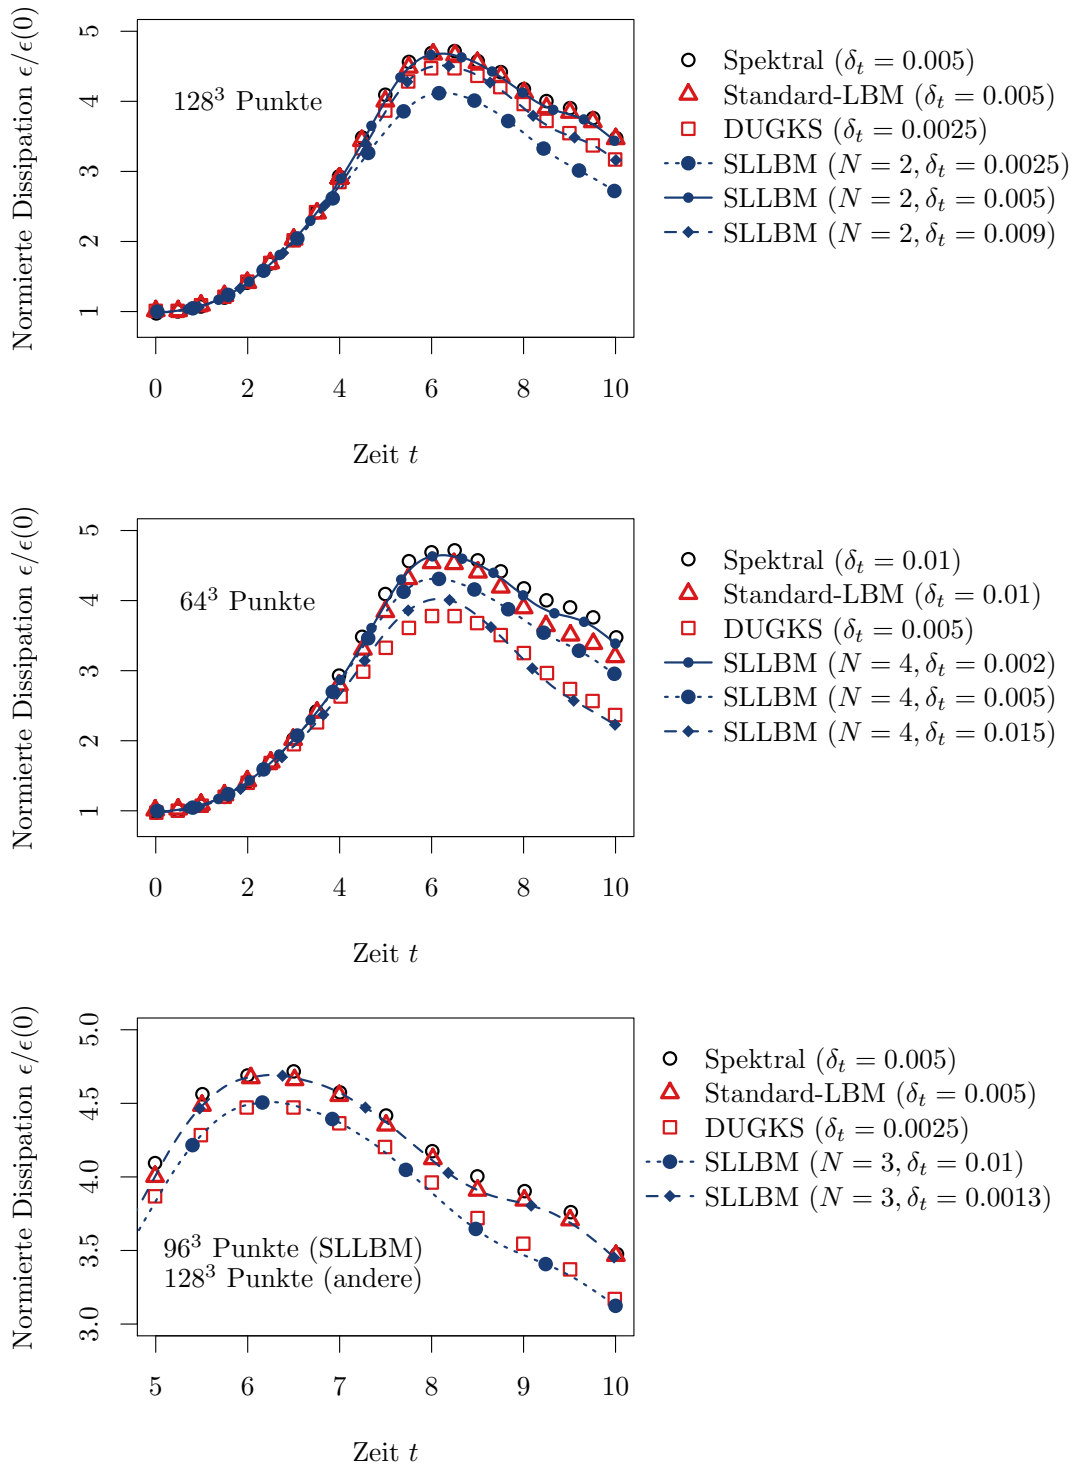 Normierte Dissipation ϵ/ϵ(0)
5
4
3
2
1
128³ Punkte
0 2 4 6 8 10
Zeit t
Spektral (δₜ = 0.005)
Standard-LBM (δₜ = 0.005)
DUGKS (δₜ = 0.0025)
SLLBM (N = 2, δₜ = 0.0025)
SLLBM (N = 2, δₜ = 0.005)
SLLBM (N = 2, δₜ = 0.009)
Normierte Dissipation ϵ/ϵ(0)
5
4
3
2
1
64³ Punkte
0 2 4 6 8 10
Zeit t
Spektral (δₜ = 0.01)
Standard-LBM (δₜ = 0.01)
DUGKS (δₜ = 0.005)
SLLBM (N = 4, δₜ = 0.002)
SLLBM (N = 4, δₜ = 0.005)
SLLBM (N = 4, δₜ = 0.015)
Normierte Dissipation ϵ/ϵ(0)
5.0
4.5
4.0
3.5
3.0
96³ Punkte (SLLBM)
128³ Punkte (andere)
5 6 7 8 9 10
Zeit t
Spektral (δₜ = 0.005)
Standard-LBM (δₜ = 0.005)
DUGKS (δₜ = 0.0025)
SLLBM (N = 3, δₜ = 0.01)
SLLBM (N = 3, δₜ = 0.0013)